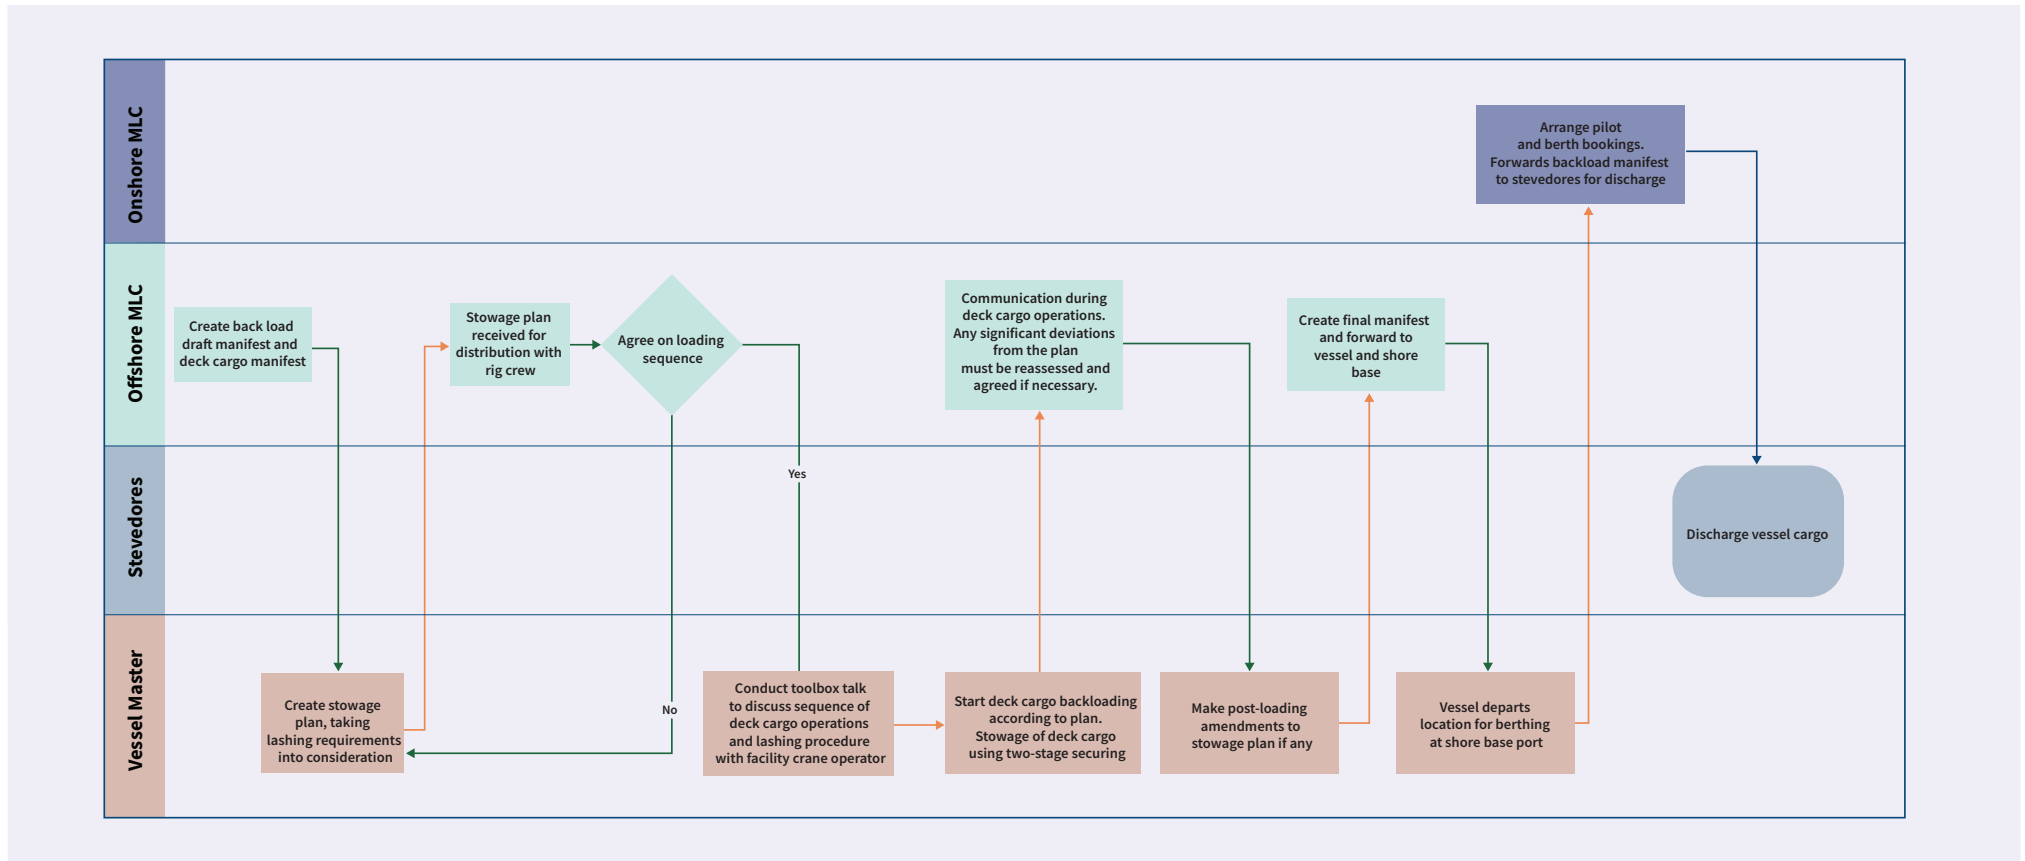 Onshore MLC
Arrange pilot
and berth bookings.
Forwards backload manifest
to stevedores for discharge
Offshore MLC
Create back load
draft manifest and
deck cargo manifest
Stowage plan
received for
distribution with
rig crew
Agree on loading
sequence
Communication during
deck cargo operations.
Any significant deviations
from the plan
must be reassessed and
agreed if necessary.
Create final manifest
and forward to
vessel and shore
base
Stevedores
Yes
Discharge vessel cargo
Vessel Master
Create stowage
plan, taking
lashing requirements
into consideration
No
Conduct toolbox talk
to discuss sequence of
deck cargo operations
and lashing procedure
with facility crane operator
Start deck cargo backloading
according to plan.
Stowage of deck cargo
using two-stage securing
Make post-loading
amendments to
stowage plan if any
Vessel departs
location for berthing
at shore base port